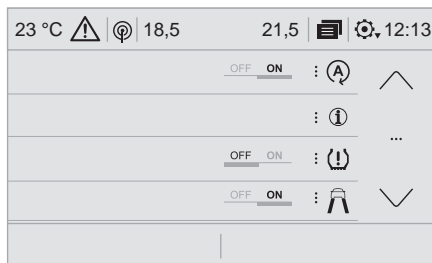 23 °C 18,5 21,5 12:13
OFF ON : A
: i
OFF ON : (!)
OFF ON :
...